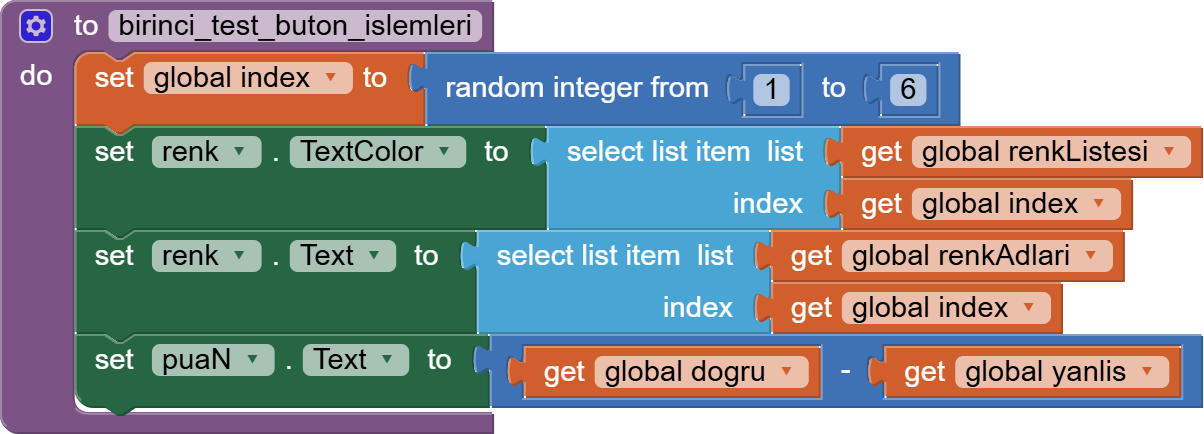 to birinci_test_buton_islemleri
do set global index to random integer from 1 to 6
set renk . TextColor to select list item list get global renkListesi
index get global index
set renk . Text to select list item list get global renkAdlari
index get global index
set puaN . Text to get global dogru - get global yanlis